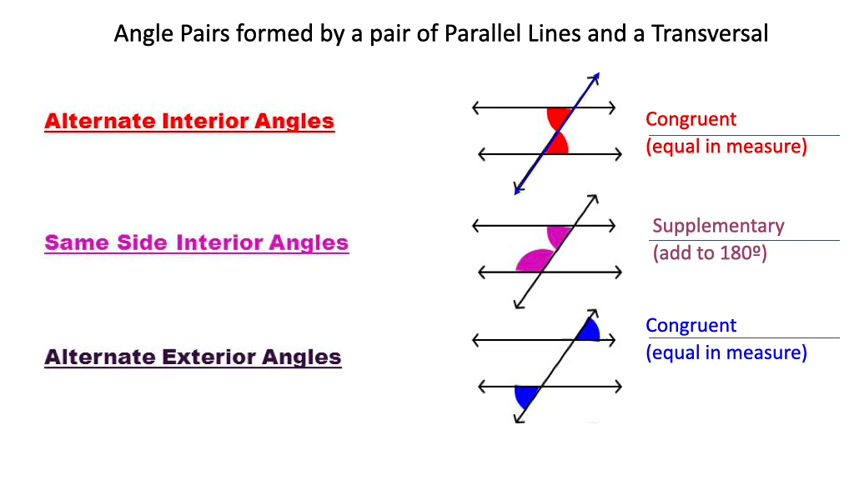 Angle Pairs formed by a pair of Parallel Lines and a Transversal
Alternate Interior Angles
Congruent
(equal in measure)
Same Side Interior Angles
Supplementary
(add to 180º)
Alternate Exterior Angles
Congruent
(equal in measure)